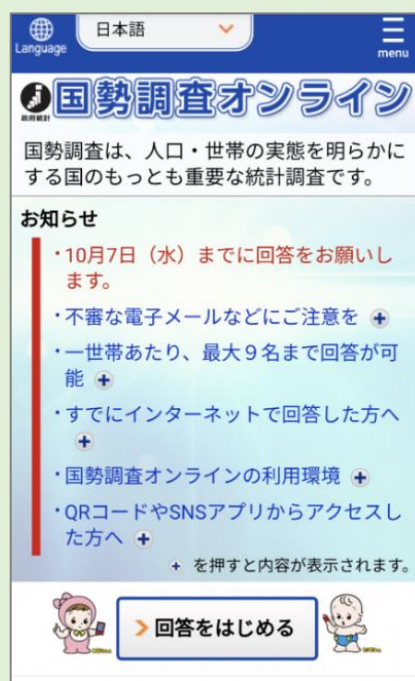 日本語
Language
menu
国勢調査オンライン
政府統計
国勢調査は、人口・世帯の実態を明らかに
する国のもっとも重要な統計調査です。
お知らせ
・10月7日（水）までに回答をお願いし
ます。
・不審な電子メールなどにご注意を
・一世帯あたり、最大９名まで回答が可
能
・すでにインターネットで回答した方へ
・国勢調査オンラインの利用環境
・QRコードやSNSアプリからアクセスし
た方へ
を押すと内容が表示されます。
回答をはじめる